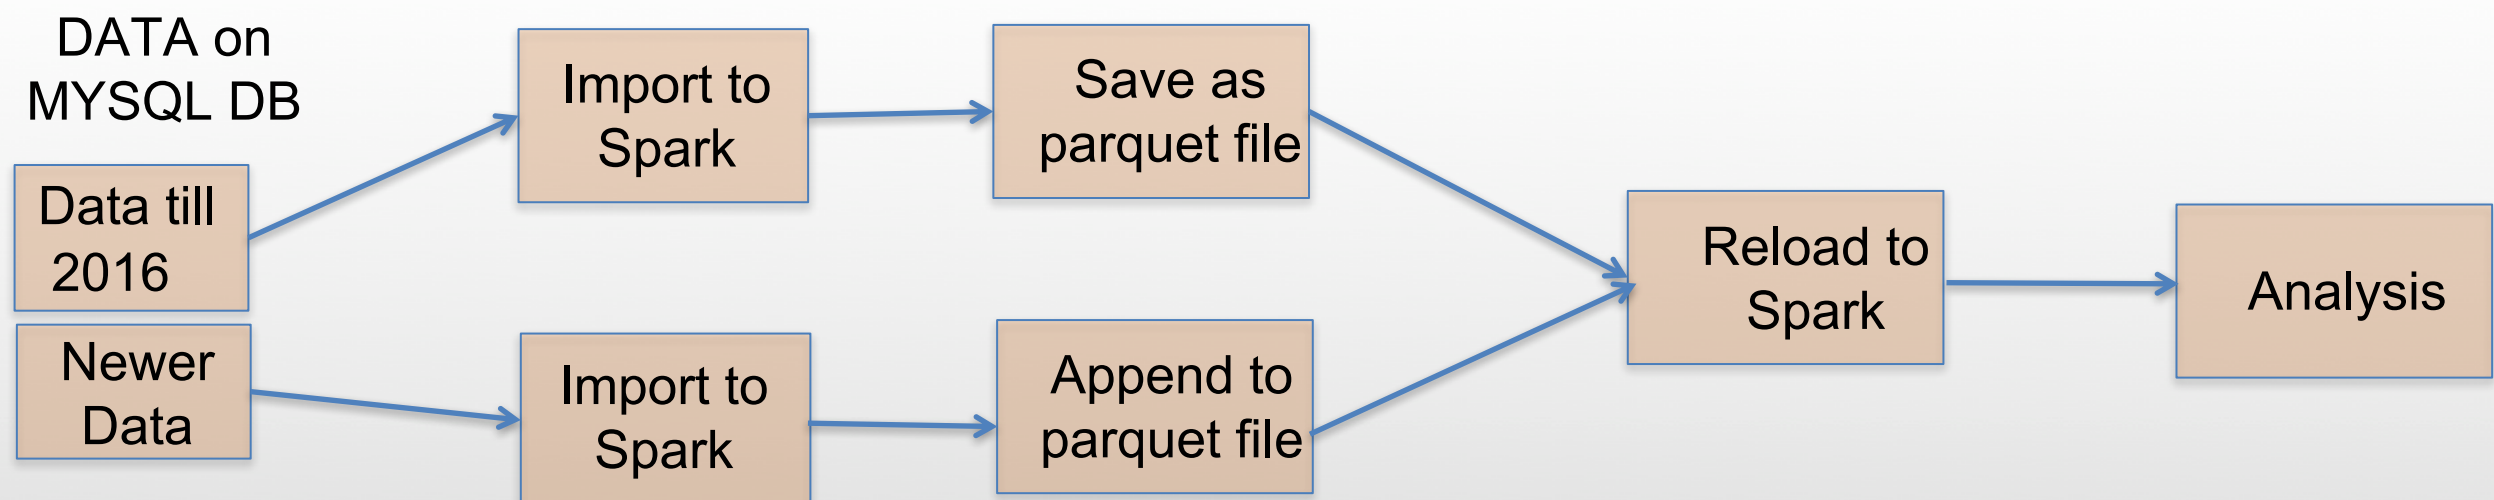 DATA on
MYSQL DB
Data till
2016
Import to
Spark
Save as
parquet file
Newer
Data
Import to
Spark
Append to
parquet file
Reload to
Spark
Analysis